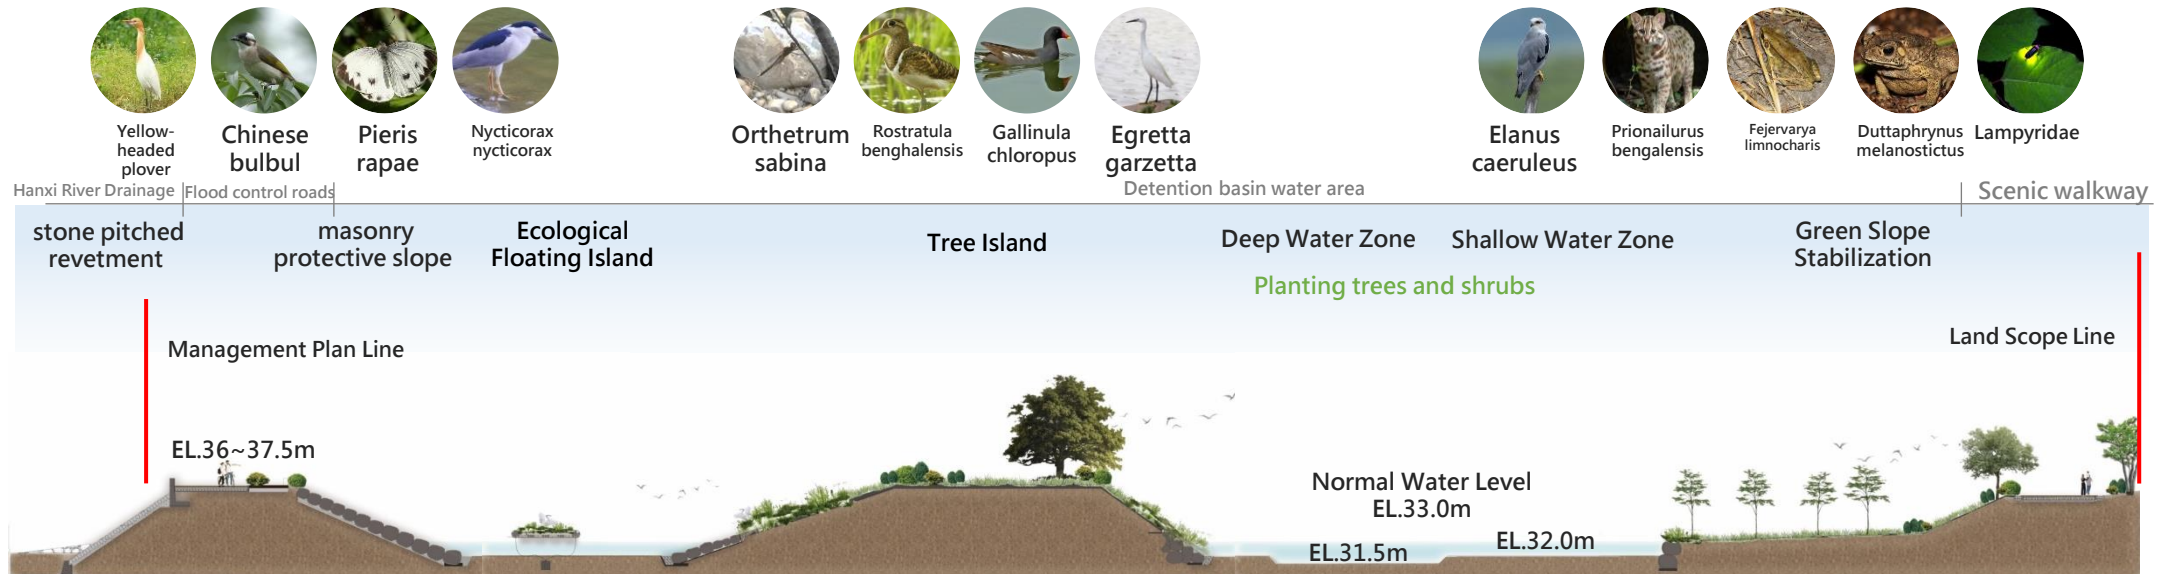 Yellow-
headed
plover
Chinese
bulbul
Pieris
rapae
Nycticorax
nycticorax
Orthetrum
sabina
Rostratula
benghalensis
Gallinula
chloropus
Egretta
garzetta
Elanus
caeruleus
Prionailurus
bengalensis
Fejervarya
limnocharis
Duttaphrynus
melanostictus
Lampyridae
Hanxi River Drainage
Flood control roads
Detention basin water area
Scenic walkway
stone pitched
revetment
masonry
protective slope
Ecological
Floating Island
Tree Island
Deep Water Zone
Shallow Water Zone
Green Slope
Stabilization
Planting trees and shrubs
Management Plan Line
Land Scope Line
EL.36~37.5m
Normal Water Level
EL.33.0m
EL.31.5m
EL.32.0m